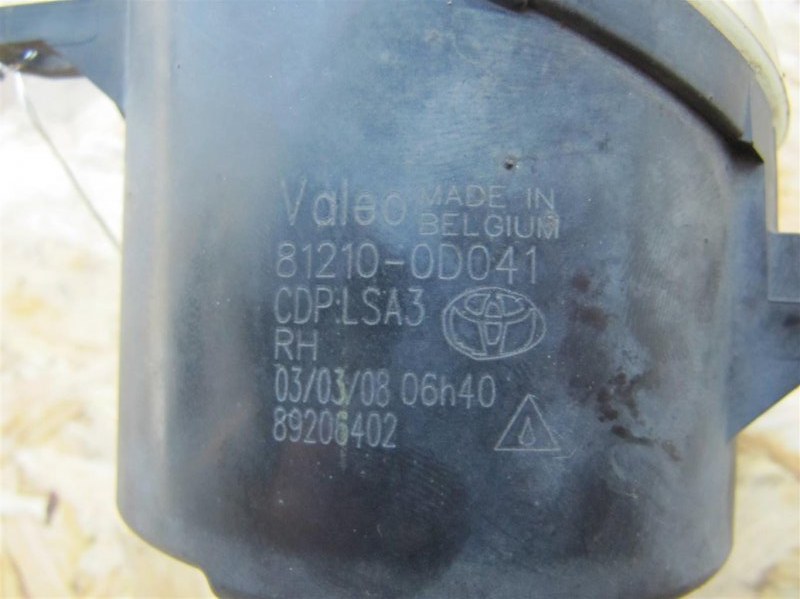 Valeo MADE IN
BELGIUM
81210-0D041
CDP:LSA3
RH
03/03/08 06h40
89206402